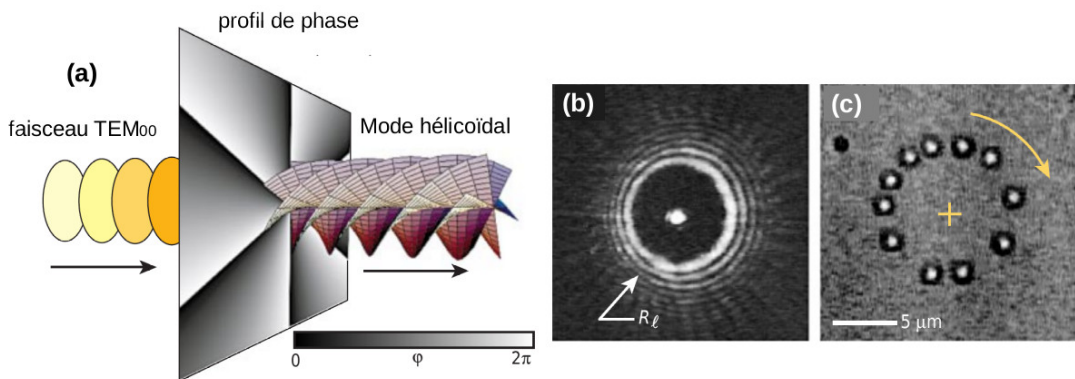 profil de phase
(a)
faisceau TEM₀₀
Mode hélicoïdal
0
φ
2π
(b)
Rℓ
(c)
5 μm